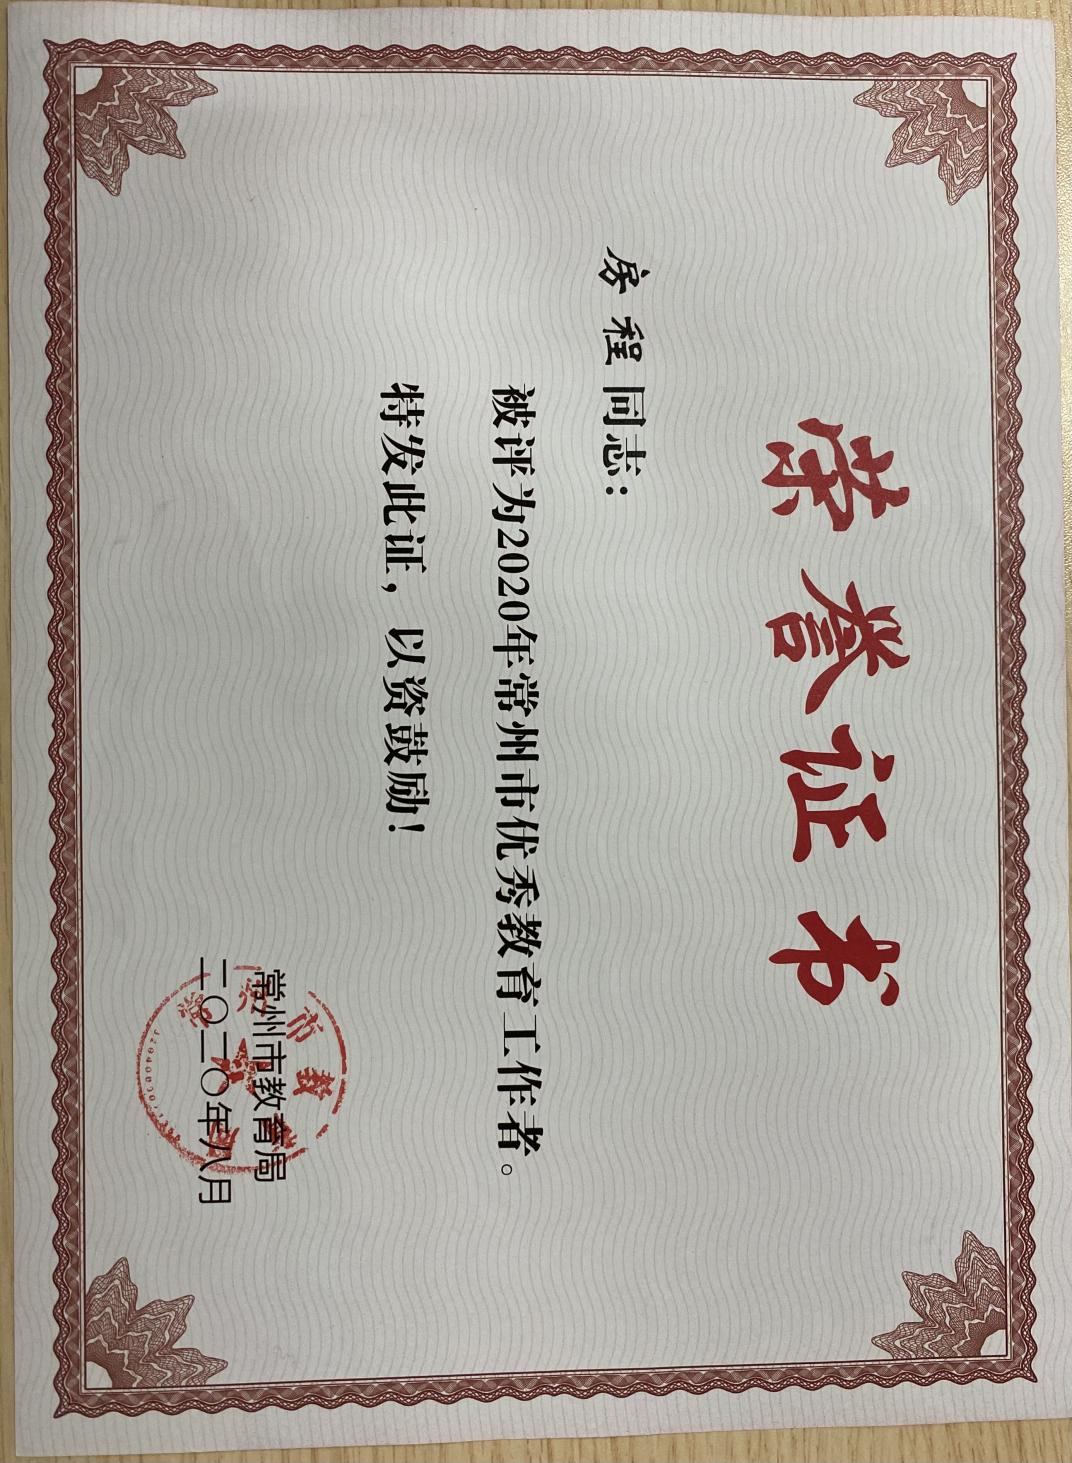 荣誉证书
房程同志：
被评为2020年常州市优秀教育工作者。
特发此证，以资鼓励！
常州市教育局
二〇二〇年八月